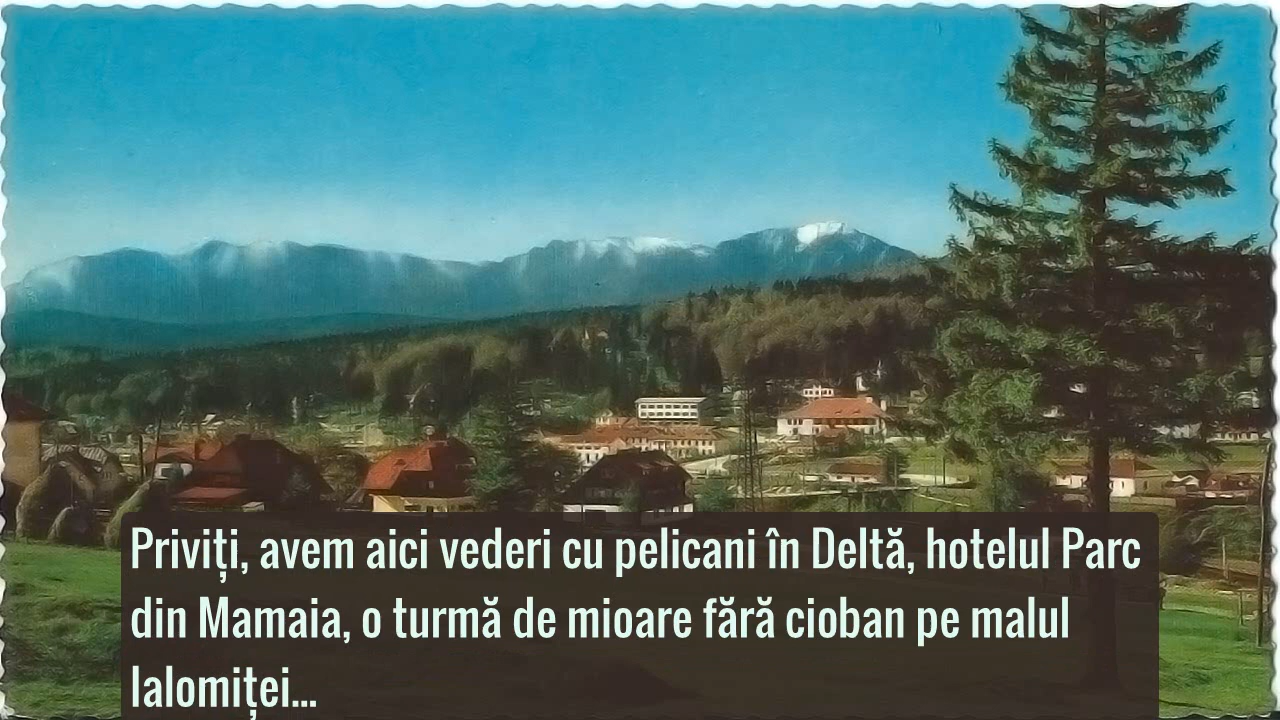 Priviți, avem aici vederi cu pelicani în Deltă, hotelul Parc
din Mamaia, o turmă de mioare fără cioban pe malul
Ialomiței...